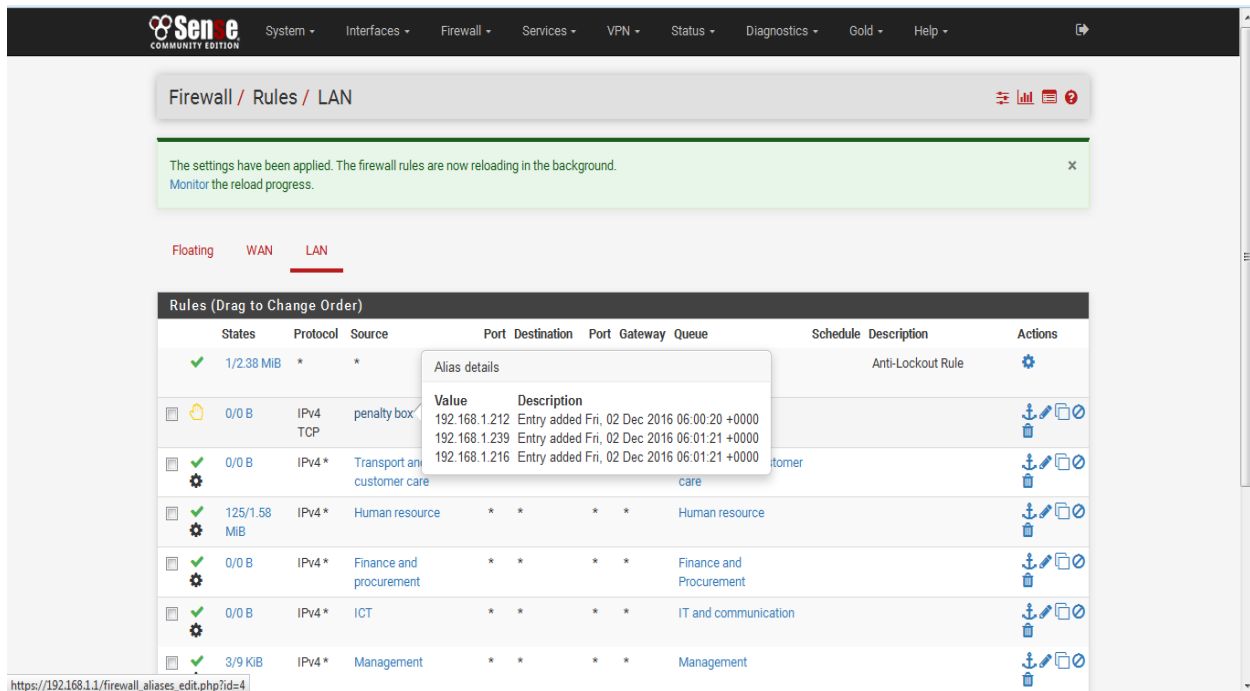 Sense
COMMUNITY EDITION
System Interfaces Firewall Services VPN Status Diagnostics Gold Help
Firewall / Rules / LAN
The settings have been applied. The firewall rules are now reloading in the background.
Monitor the reload progress.
Floating WAN LAN
Rules (Drag to Change Order)
States Protocol Source Port Destination Port Gateway Queue Schedule Description Actions
1/2.38 MiB * * Anti-Lockout Rule
Alias details
Value Description
192.168.1.212 Entry added Fri, 02 Dec 2016 06:00:20 +0000
192.168.1.239 Entry added Fri, 02 Dec 2016 06:01:21 +0000
192.168.1.216 Entry added Fri, 02 Dec 2016 06:01:21 +0000
0/0 B IPv4 penalty box
TCP
0/0 B IPv4 * Transport
customer care care
125/1.58 IPv4 * Human resource * * * * Human resource
MiB
0/0 B IPv4 * Finance and * * * * Finance and
procurement Procurement
0/0 B IPv4 * ICT * * * * IT and communication
3/9 KiB IPv4 * Management * * * * Management
https://192.168.1.1/firewall_aliases_edit.php?id=4